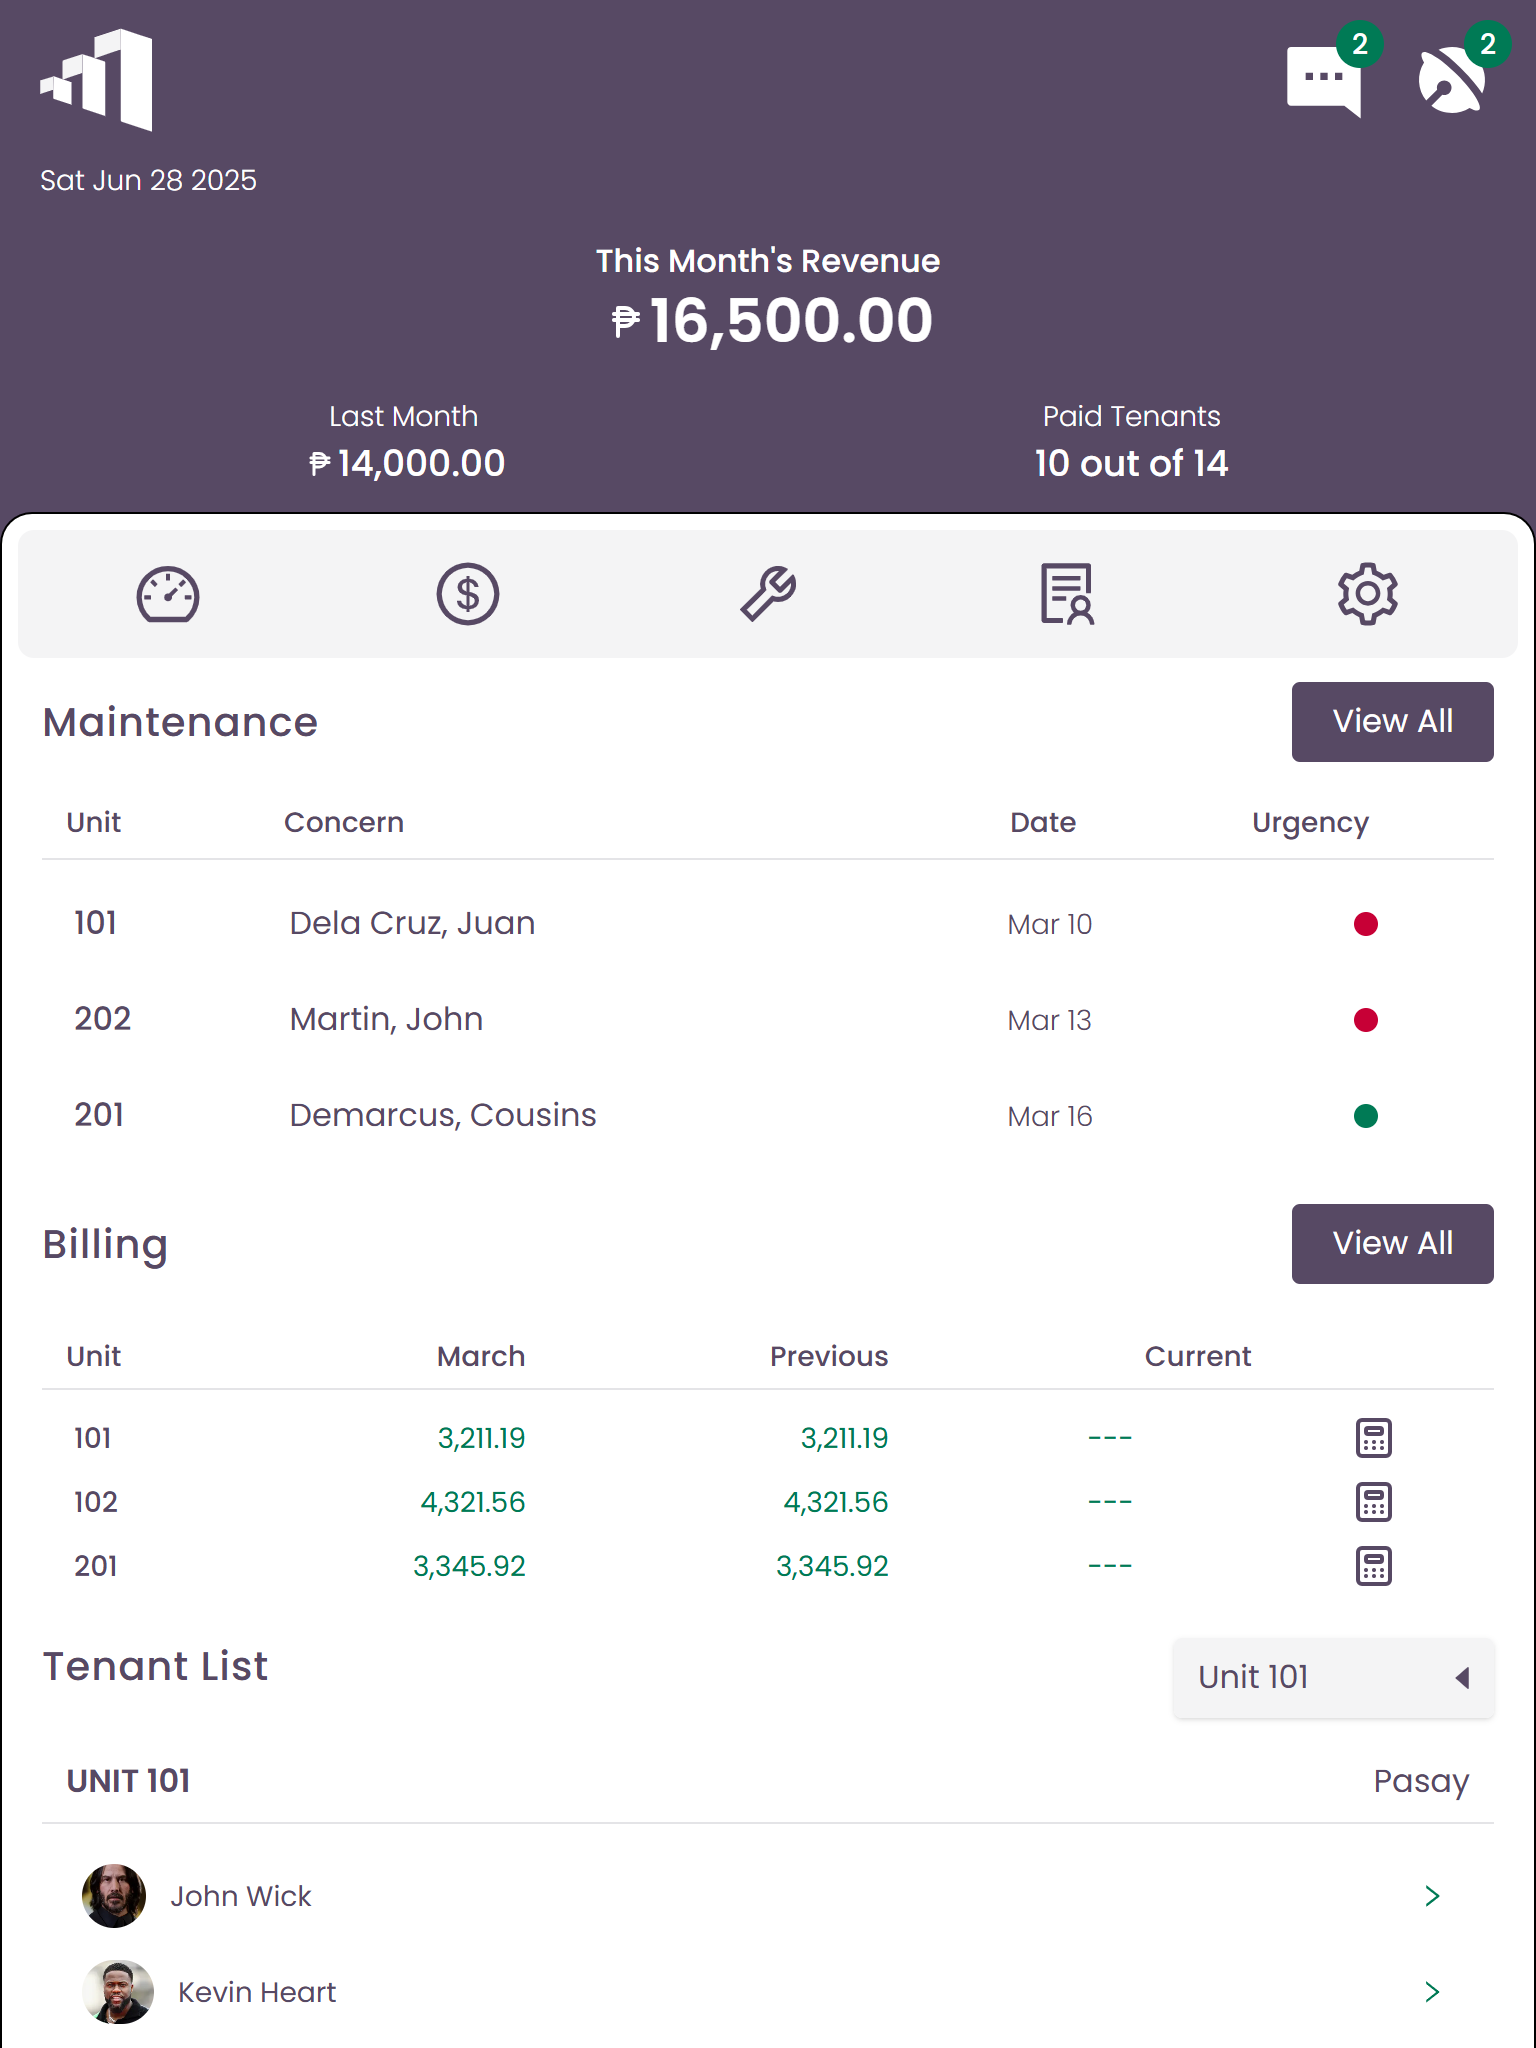 2
2
Sat Jun 28 2025
This Month's Revenue
₱ 16,500.00
Last Month
Paid Tenants
₱ 14,000.00
10 out of 14
Maintenance
View All
Unit Concern Date Urgency
101 Dela Cruz, Juan Mar 10
202 Martin, John Mar 13
201 Demarcus, Cousins Mar 16
Billing
View All
Unit March Previous Current
101 3,211.19 3,211.19 ---
102 4,321.56 4,321.56 ---
201 3,345.92 3,345.92 ---
Tenant List
Unit 101
UNIT 101
Pasay
John Wick
Kevin Heart